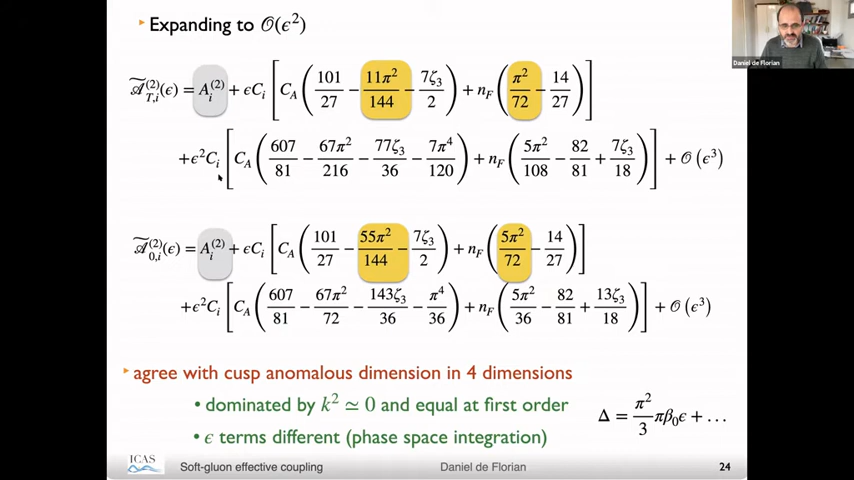 Expanding to 𝒪(ϵ²)
𝒜̃_{T,i}^{(2)}(ϵ) = A_i^{(2)} + ϵC_i [ C_A ( 101/27 − 11π²/144 − 7ζ₃/2 ) + n_F ( π²/72 − 14/27 ) ]
+ϵ²C_i [ C_A ( 607/81 − 67π²/216 − 77ζ₃/36 − 7π⁴/120 ) + n_F ( 5π²/108 − 82/81 + 7ζ₃/18 ) ] + 𝒪(ϵ³)
𝒜̃_{0,i}^{(2)}(ϵ) = A_i^{(2)} + ϵC_i [ C_A ( 101/27 − 55π²/144 − 7ζ₃/2 ) + n_F ( 5π²/72 − 14/27 ) ]
+ϵ²C_i [ C_A ( 607/81 − 67π²/72 − 143ζ₃/36 − π⁴/36 ) + n_F ( 5π²/36 − 82/81 + 13ζ₃/18 ) ] + 𝒪(ϵ³)
agree with cusp anomalous dimension in 4 dimensions
• dominated by k² ≃ 0 and equal at first order
• ϵ terms different (phase space integration)
Δ = π²/3 πβ₀ϵ + …
ICAS
Soft-gluon effective coupling
Daniel de Florian
24
Daniel de Florian